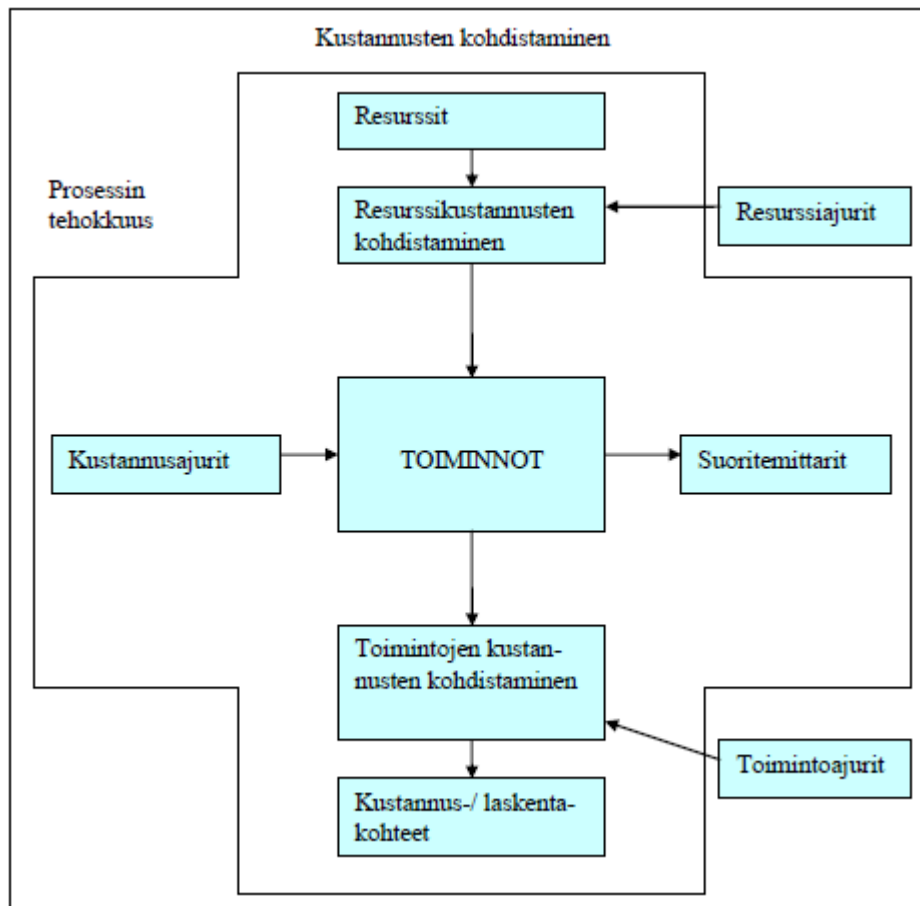 Kustannusten kohdistaminen
Resurssit
Prosessin
tehokkuus
Resurssikustannusten
kohdistaminen
Resurssiajurit
Kustannusajurit
TOIMINNOT
Suoritemittarit
Toimintojen kustan-
nusten kohdistaminen
Toimintoajurit
Kustannus-/ laskenta-
kohteet